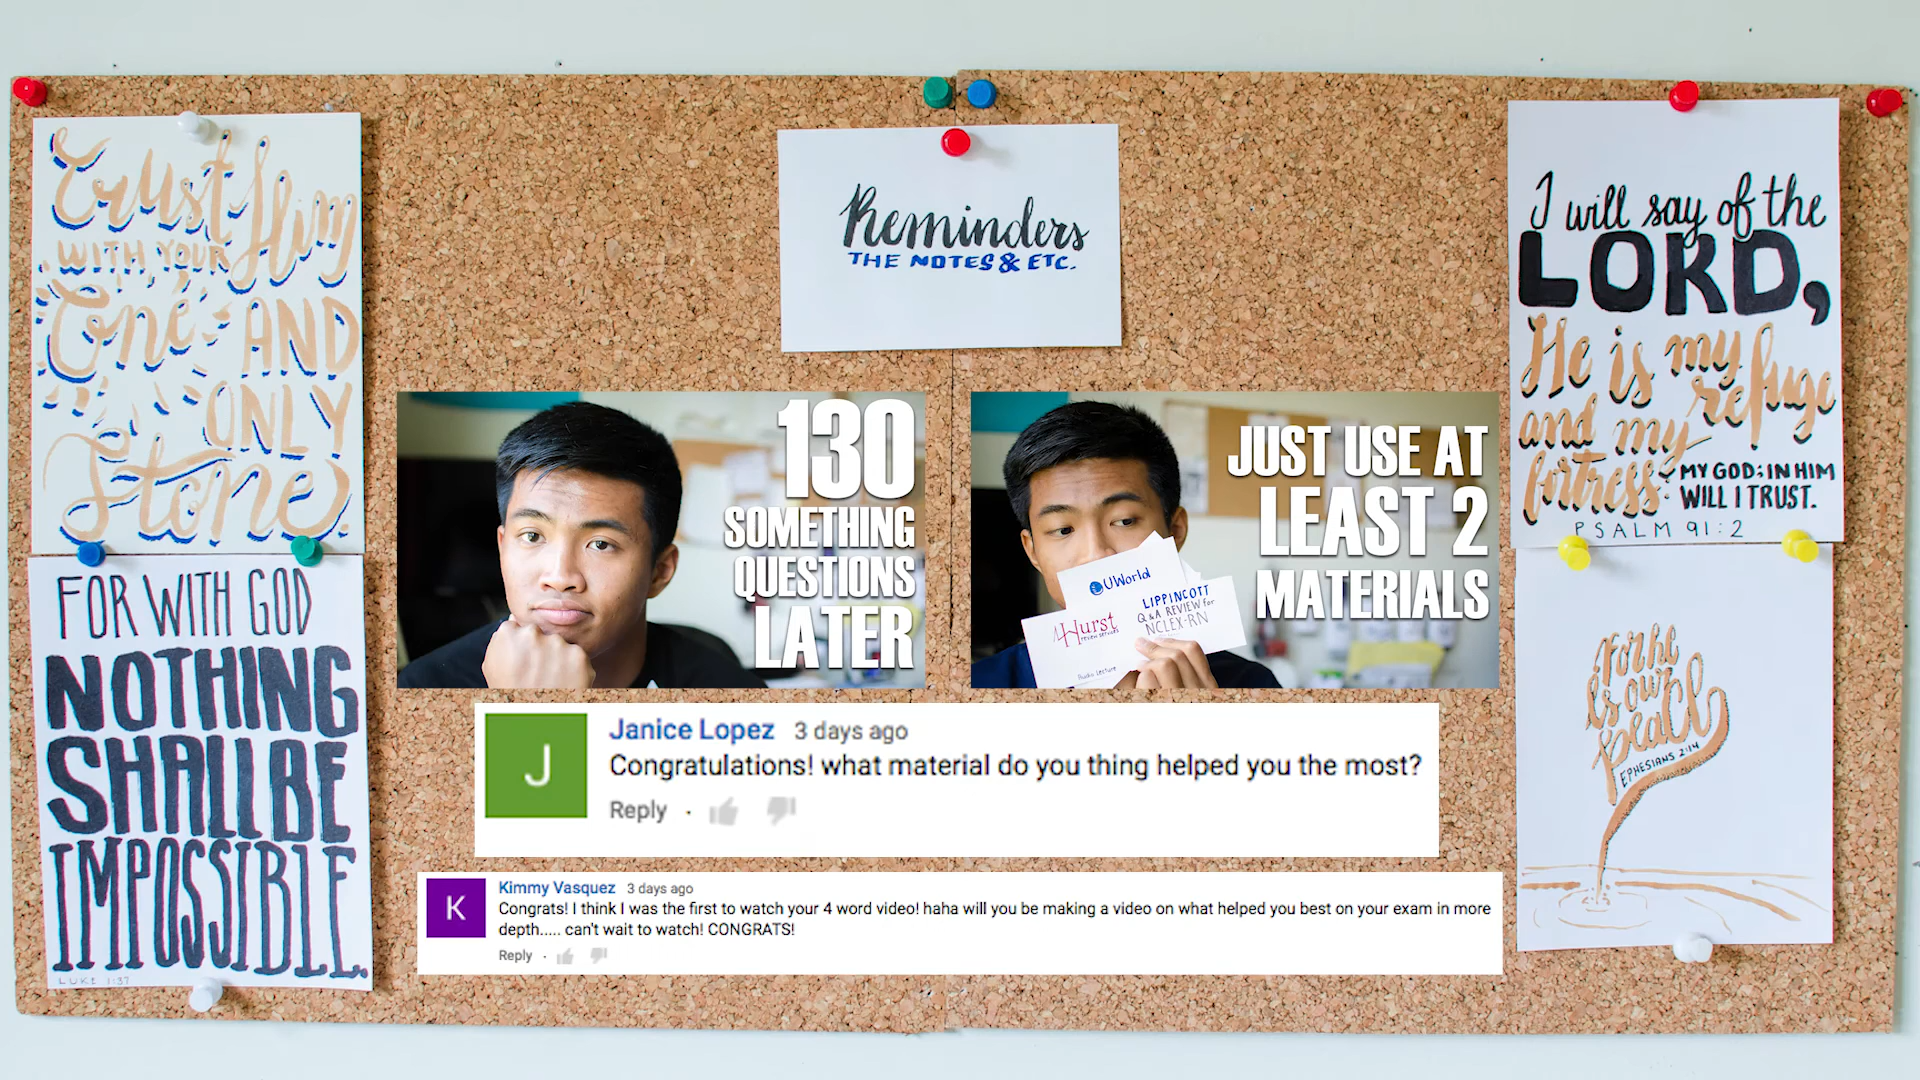 Trust Him
WITH YOUR
One AND
ONLY
Stone.
FOR WITH GOD
NOTHING
SHALL BE
IMPOSSIBLE.
LUKE 1:37
Reminders
THE NOTES & ETC.
130
SOMETHING
QUESTIONS
LATER
JUST USE AT
LEAST 2
MATERIALS
UWorld
Hurst
review services
LIPPINCOTT
Q&A REVIEW for
NCLEX-RN
Audio Lecture
J
Janice Lopez 3 days ago
Congratulations! what material do you thing helped you the most?
Reply
K
Kimmy Vasquez 3 days ago
Congrats! I think I was the first to watch your 4 word video! haha will you be making a video on what helped you best on your exam in more
depth..... can't wait to watch! CONGRATS!
Reply
I will say of the
LORD,
He is my
refuge
and my
fortress:
MY GOD; IN HIM
WILL I TRUST.
PSALM 91:2
For he
is our
peace
EPHESIANS 2:14